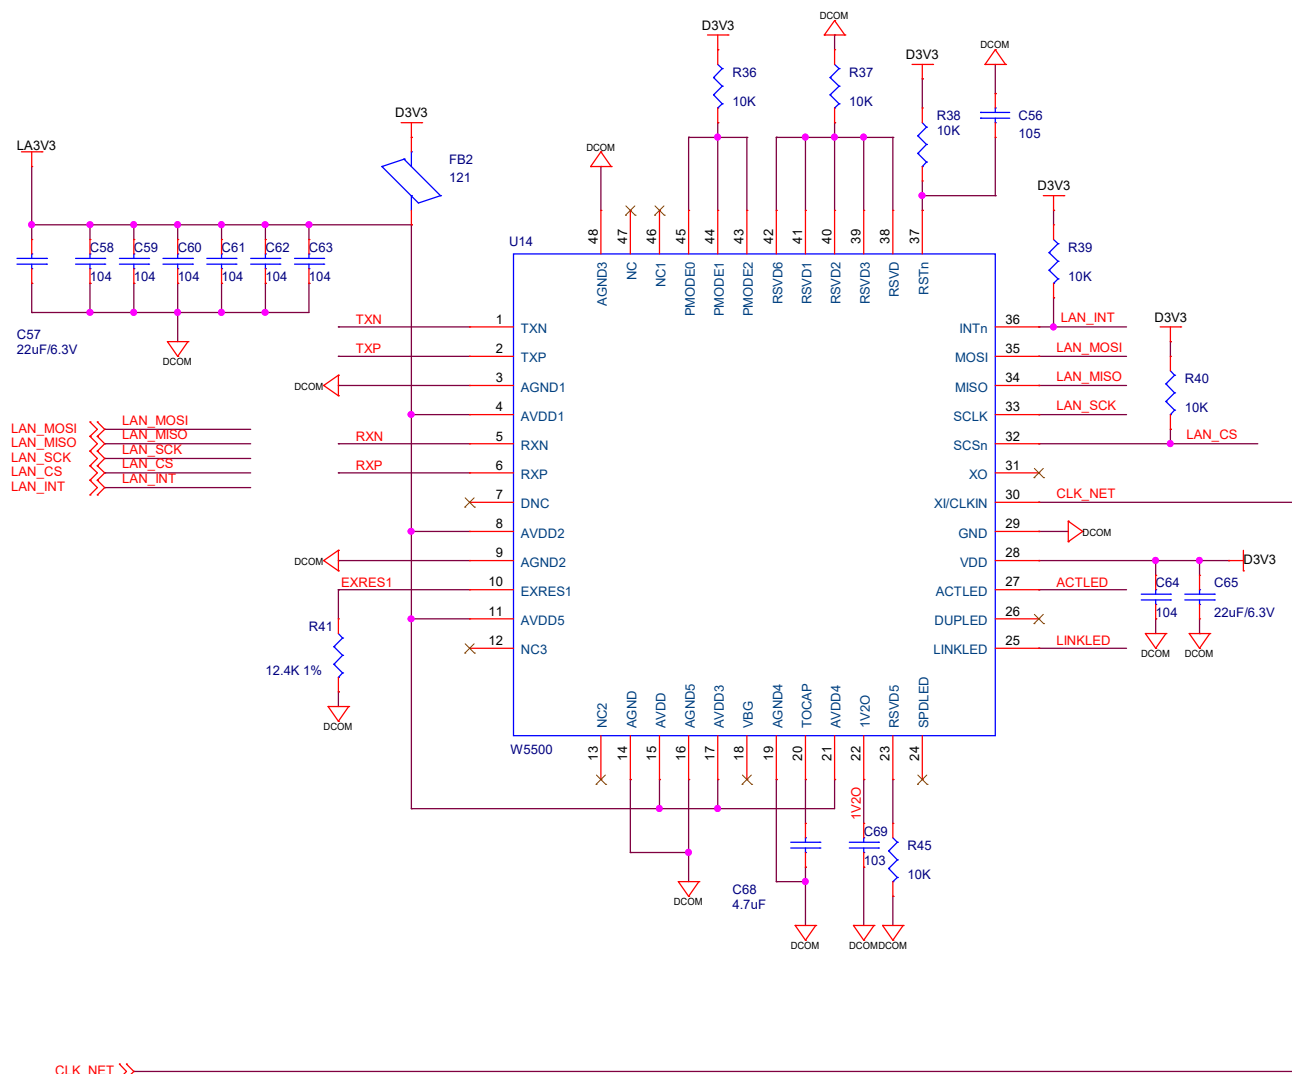 DCOM
D3V3
DCOM
D3V3
R36
10K
R37
10K
D3V3
R38
10K
C56
105
LA3V3
FB2
121
DCOM
D3V3
R39
10K
C58
104
C59
104
C60
104
C61
104
C62
104
C63
104
C57
22uF/6.3V
DCOM
U14
48
47
46
45
44
43
42
41
40
39
38
37
AGND3
NC
NC1
PMODE0
PMODE1
PMODE2
RSVD6
RSVD1
RSVD2
RSVD3
RSVD
RSTn
TXN
1
TXN
TXP
2
TXP
DCOM
3
AGND1
4
AVDD1
RXN
5
RXN
RXP
6
RXP
7
DNC
8
AVDD2
DCOM
9
AGND2
EXRES1
10
EXRES1
11
AVDD5
12
NC3
INTn
36
LAN_INT
MOSI
35
LAN_MOSI
MISO
34
LAN_MISO
SCLK
33
LAN_SCK
SCSn
32
LAN_CS
XO
31
XI/CLKIN
30
CLK_NET
GND
29
DCOM
VDD
28
D3V3
ACTLED
27
ACTLED
DUPLED
26
LINKLED
25
LINKLED
D3V3
R40
10K
C64
104
C65
22uF/6.3V
DCOM
DCOM
LAN_MOSI
LAN_MOSI
LAN_MISO
LAN_MISO
LAN_SCK
LAN_SCK
LAN_CS
LAN_CS
LAN_INT
LAN_INT
R41
12.4K 1%
DCOM
NC2
AGND
AVDD
AGND5
AVDD3
VBG
AGND4
TOCAP
AVDD4
1V2O
RSVD5
SPDLED
W5500
13
14
15
16
17
18
19
20
21
22
23
24
1V2O
C69
103
R45
10K
C68
4.7uF
DCOM
DCOM
DCOM
DCOM
CLK_NET